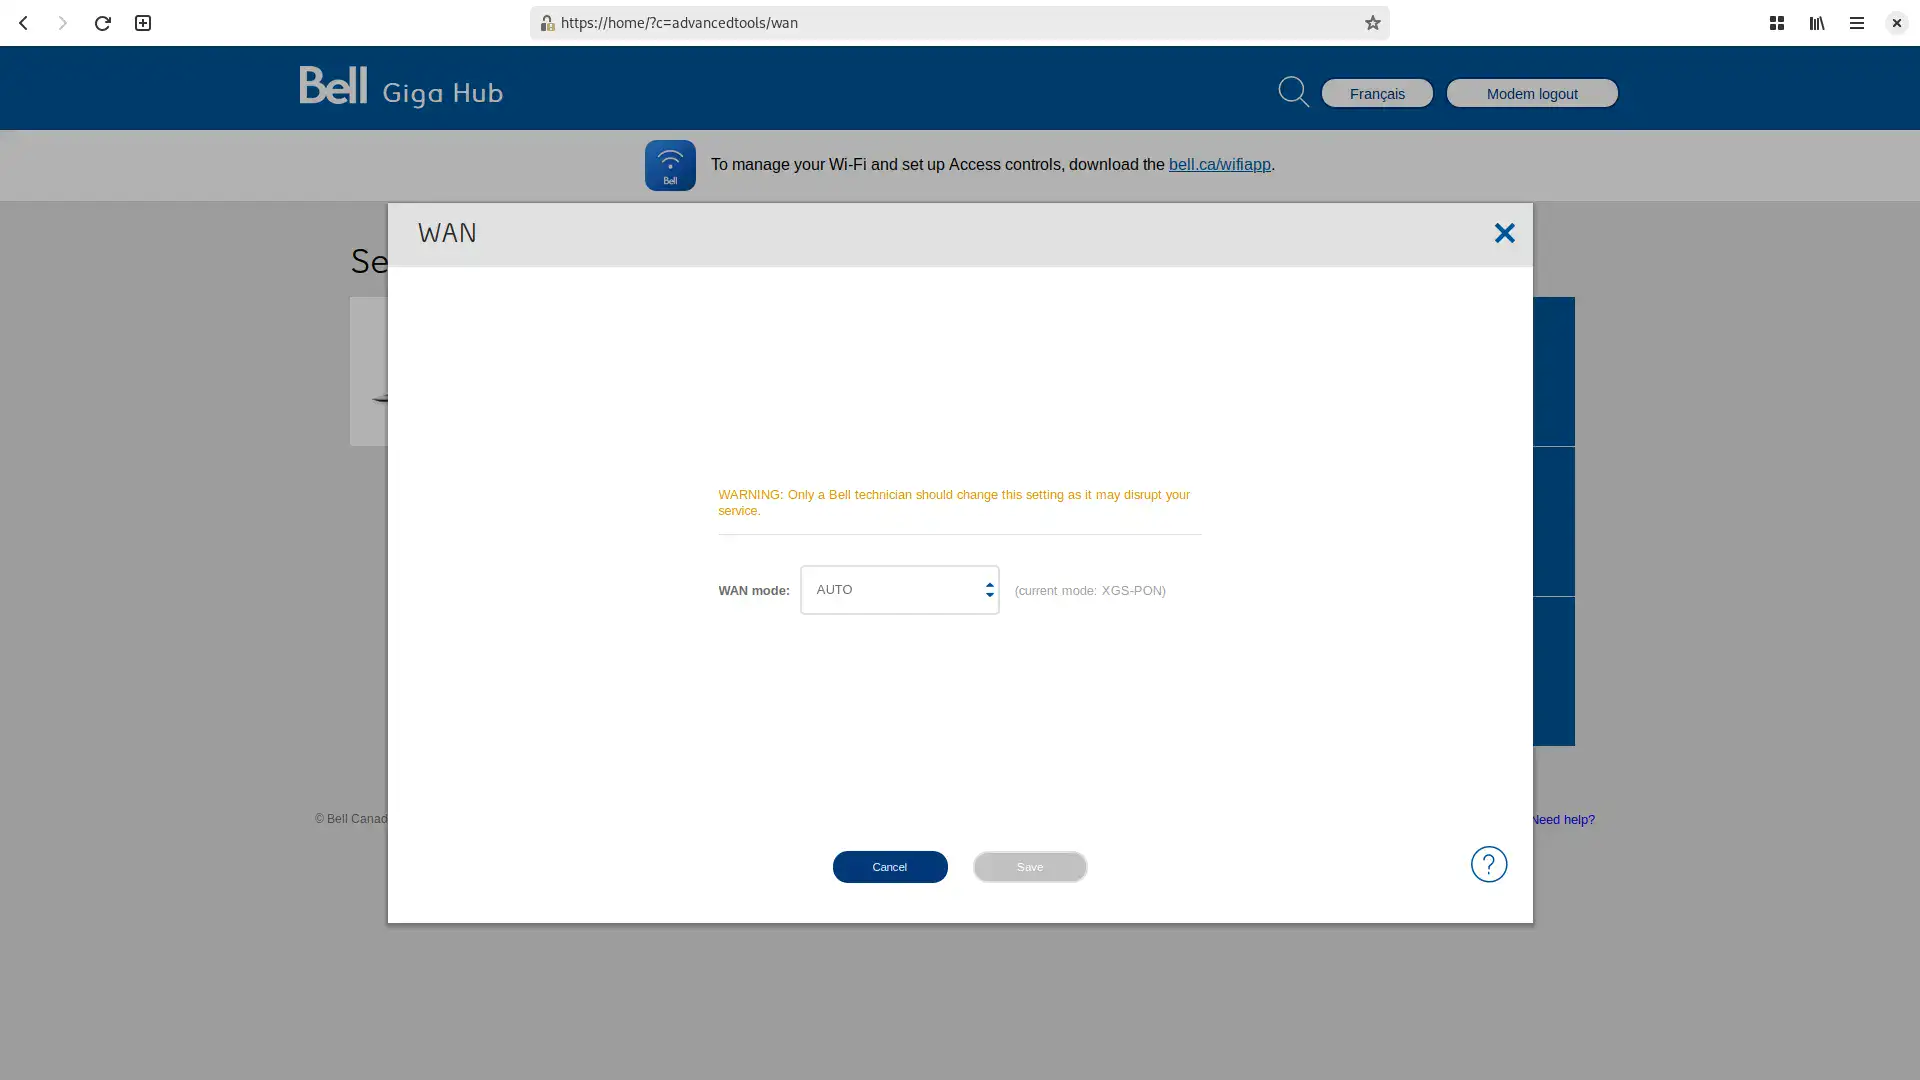 https://home/?c=advancedtools/wan
Bell Giga Hub
Français
Modem logout
Bell
To manage your Wi-Fi and set up Access controls, download the bell.ca/wifiapp.
WAN
Se
WARNING: Only a Bell technician should change this setting as it may disrupt your
service.
WAN mode: AUTO (current mode: XGS-PON)
© Bell Canad
Need help?
Cancel
Save
?